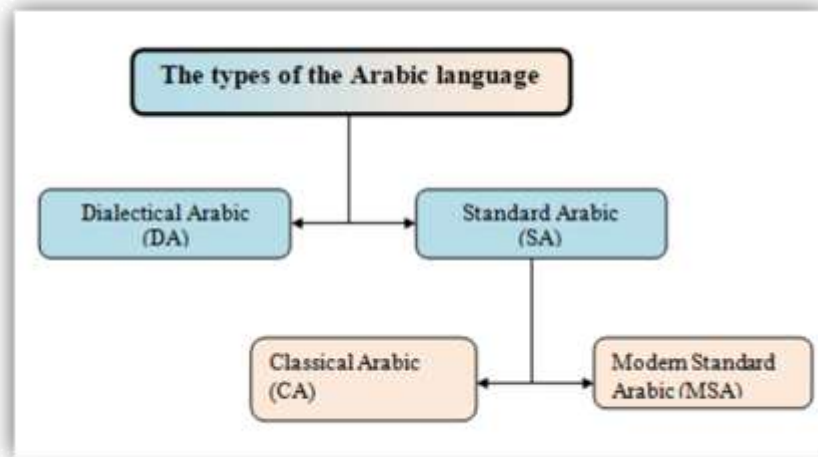 The types of the Arabic language
Dialectical Arabic
(DA)
Standard Arabic
(SA)
Classical Arabic
(CA)
Modern Standard
Arabic (MSA)